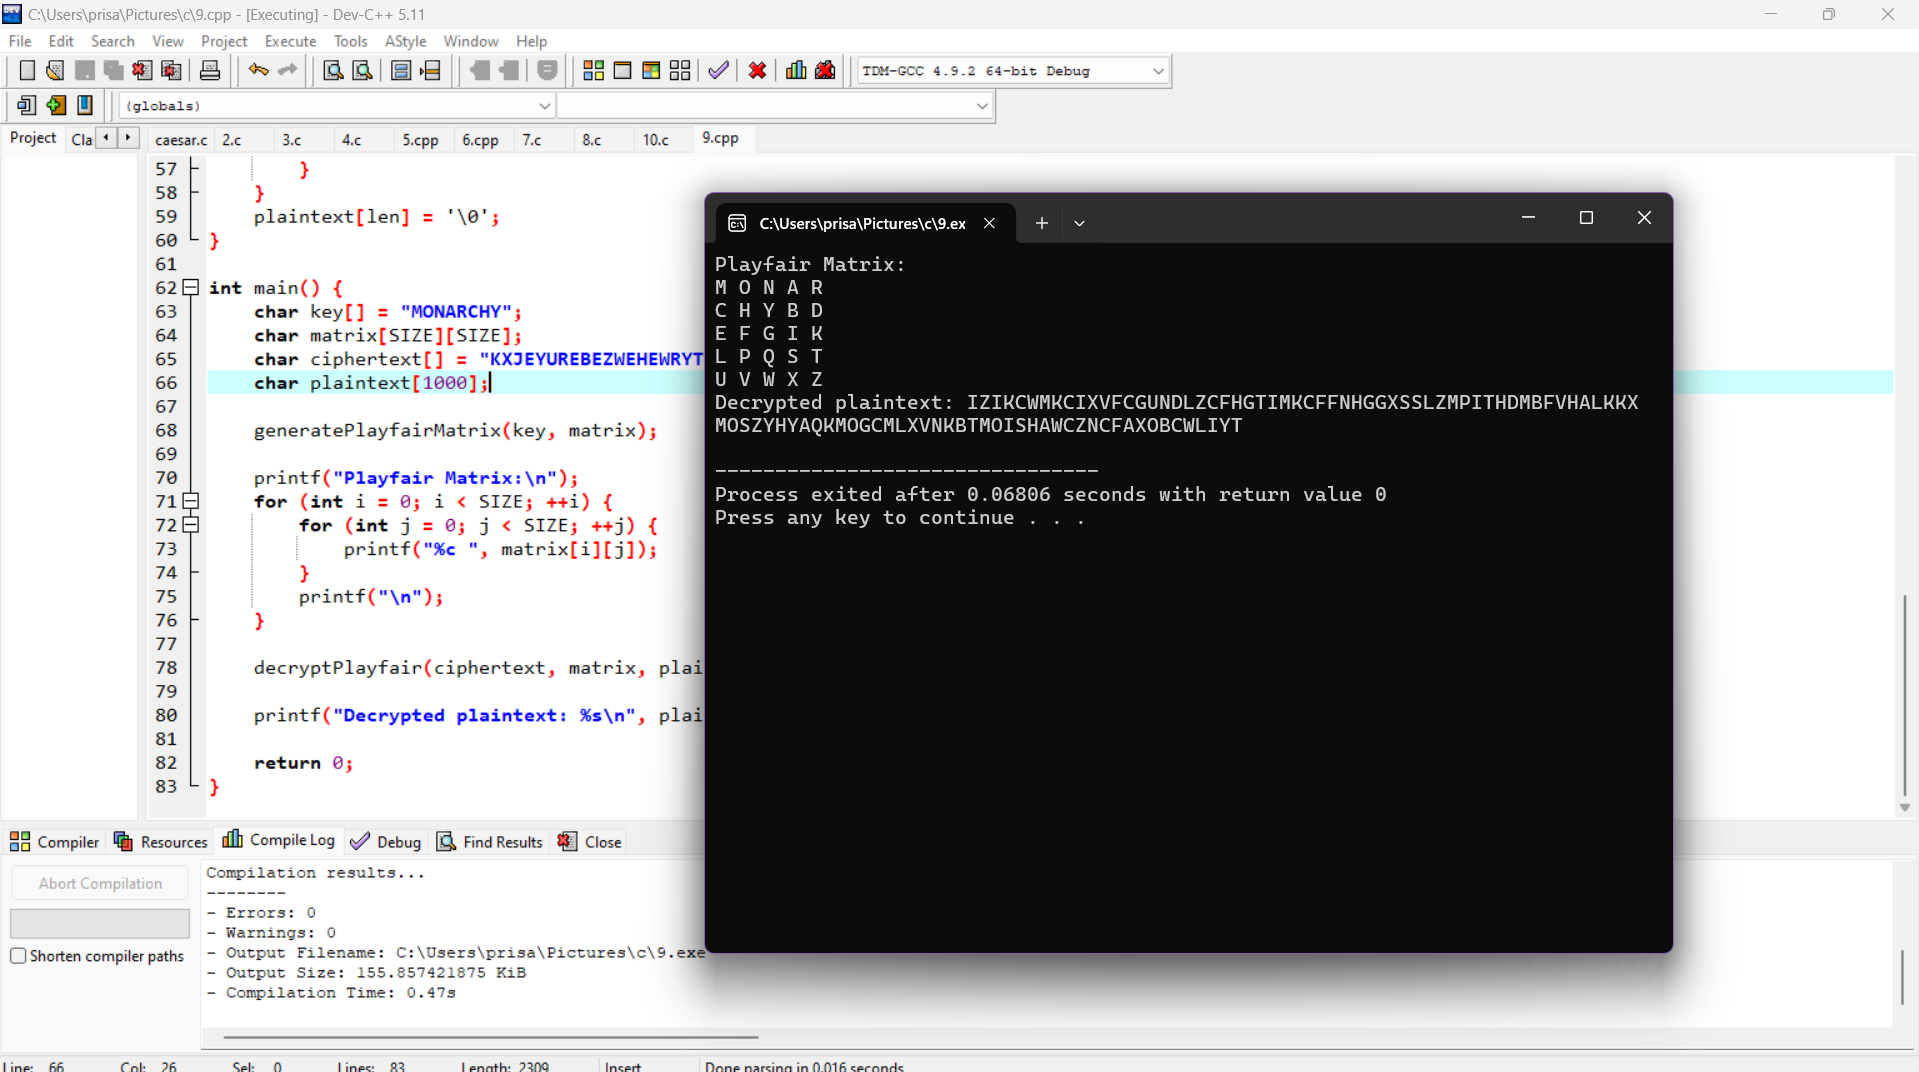 C:\Users\prisa\Pictures\c\9.cpp - [Executing] - Dev-C++ 5.11
File Edit Search View Project Execute Tools AStyle Window Help
TDM-GCC 4.9.2 64-bit Debug
(globals)
Project Cla caesar.c 2.c 3.c 4.c 5.cpp 6.cpp 7.c 8.c 10.c 9.cpp
57 }
58 }
59 plaintext[len] = '\0';
60 }
61
62 int main() {
63 char key[] = "MONARCHY";
64 char matrix[SIZE][SIZE];
65 char ciphertext[] = "KXJEYUREBEZWEHEWRYT
66 char plaintext[1000];
67
68 generatePlayfairMatrix(key, matrix);
69
70 printf("Playfair Matrix:\n");
71 for (int i = 0; i < SIZE; ++i) {
72 for (int j = 0; j < SIZE; ++j) {
73 printf("%c ", matrix[i][j]);
74 }
75 printf("\n");
76 }
77
78 decryptPlayfair(ciphertext, matrix, plai
79
80 printf("Decrypted plaintext: %s\n", plai
81
82 return 0;
83 }
C:\Users\prisa\Pictures\c\9.ex
Playfair Matrix:
M O N A R
C H Y B D
E F G I K
L P Q S T
U V W X Z
Decrypted plaintext: IZIKCWMKCIXVFCGUNDLZCFHGTIMKCFFNHGGXSSLZMPITHDMBFVHALKKX
MOSZYHYAQKMOGCMLXVNKBTMOISHAWCZNCFAXOBCWLIYT
--------------------------------
Process exited after 0.06806 seconds with return value 0
Press any key to continue . . .
Compiler Resources Compile Log Debug Find Results Close
Abort Compilation
Shorten compiler paths
Compilation results...
--------
- Errors: 0
- Warnings: 0
- Output Filename: C:\Users\prisa\Pictures\c\9.exe
- Output Size: 155.857421875 KiB
- Compilation Time: 0.47s
Line: 66 Col: 26 Sel: 0 Lines: 83 Length: 2309 Insert Done parsing in 0.016 seconds